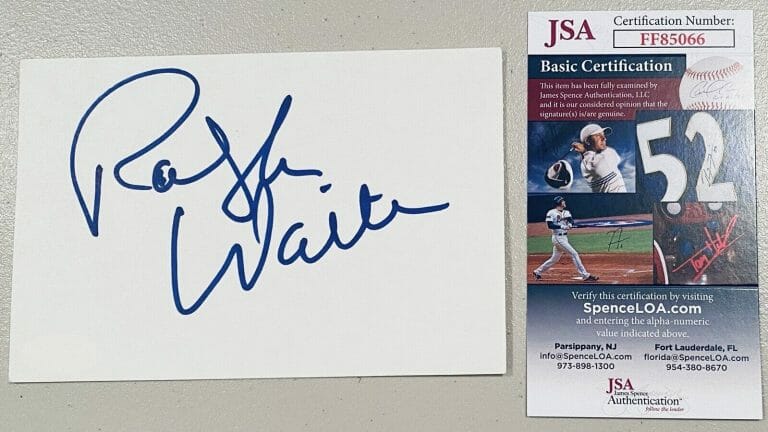 Ralph
Waite
JSA
Certification Number:
FF85066
Basic Certification
This item has been fully examined by
James Spence Authentication, LLC
and it is our considered opinion that the
signature(s) is/are genuine.
52
Verify this certification by visiting
SpenceLOA.com
and entering the alpha-numeric
value indicated above.
Parsippany, NJ
info@SpenceLOA.com
973-898-1300
Fort Lauderdale, FL
florida@SpenceLOA.com
954-380-8670
JSA
James Spence
Authentication
follow the leader